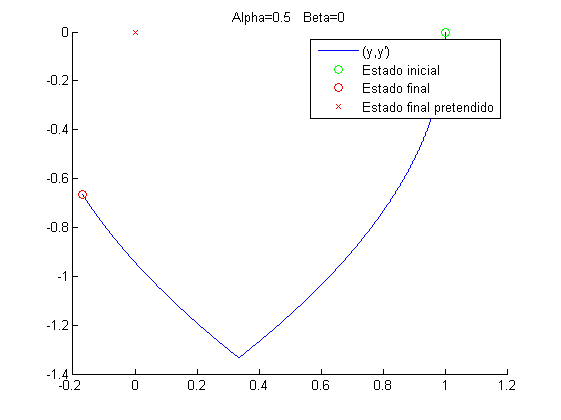 Alpha=0.5 Beta=0
0
(y,y')
Estado inicial
Estado final
Estado final pretendido
-0.2
-0.4
-0.6
-0.8
-1
-1.2
-1.4
-0.2 0 0.2 0.4 0.6 0.8 1 1.2